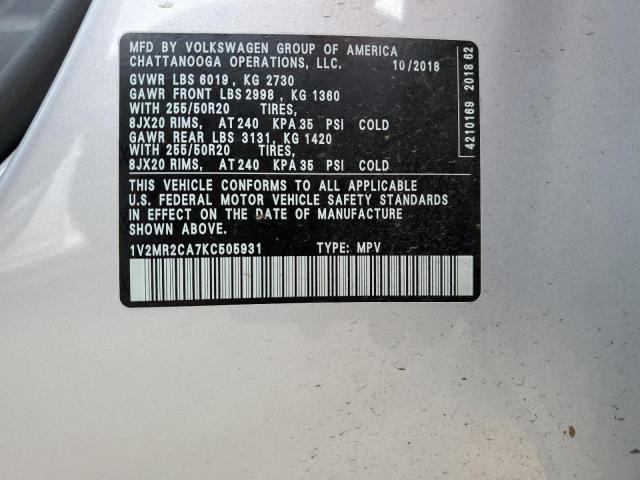 MFD BY VOLKSWAGEN GROUP OF AMERICA
CHATTANOOGA OPERATIONS, LLC. 10/2018
GVWR LBS 6019, KG 2730
GAWR FRONT LBS 2998, KG 1360
WITH 255/50R20 TIRES,
8JX20 RIMS, AT 240 KPA 35 PSI COLD
GAWR REAR LBS 3131, KG 1420
WITH 255/50R20 TIRES,
8JX20 RIMS, AT 240 KPA 35 PSI COLD
THIS VEHICLE CONFORMS TO ALL APPLICABLE
U.S. FEDERAL MOTOR VEHICLE SAFETY STANDARDS
IN EFFECT ON THE DATE OF MANUFACTURE
SHOWN ABOVE.
1V2MR2CA7KC505931 TYPE: MPV
4210169 2018 62